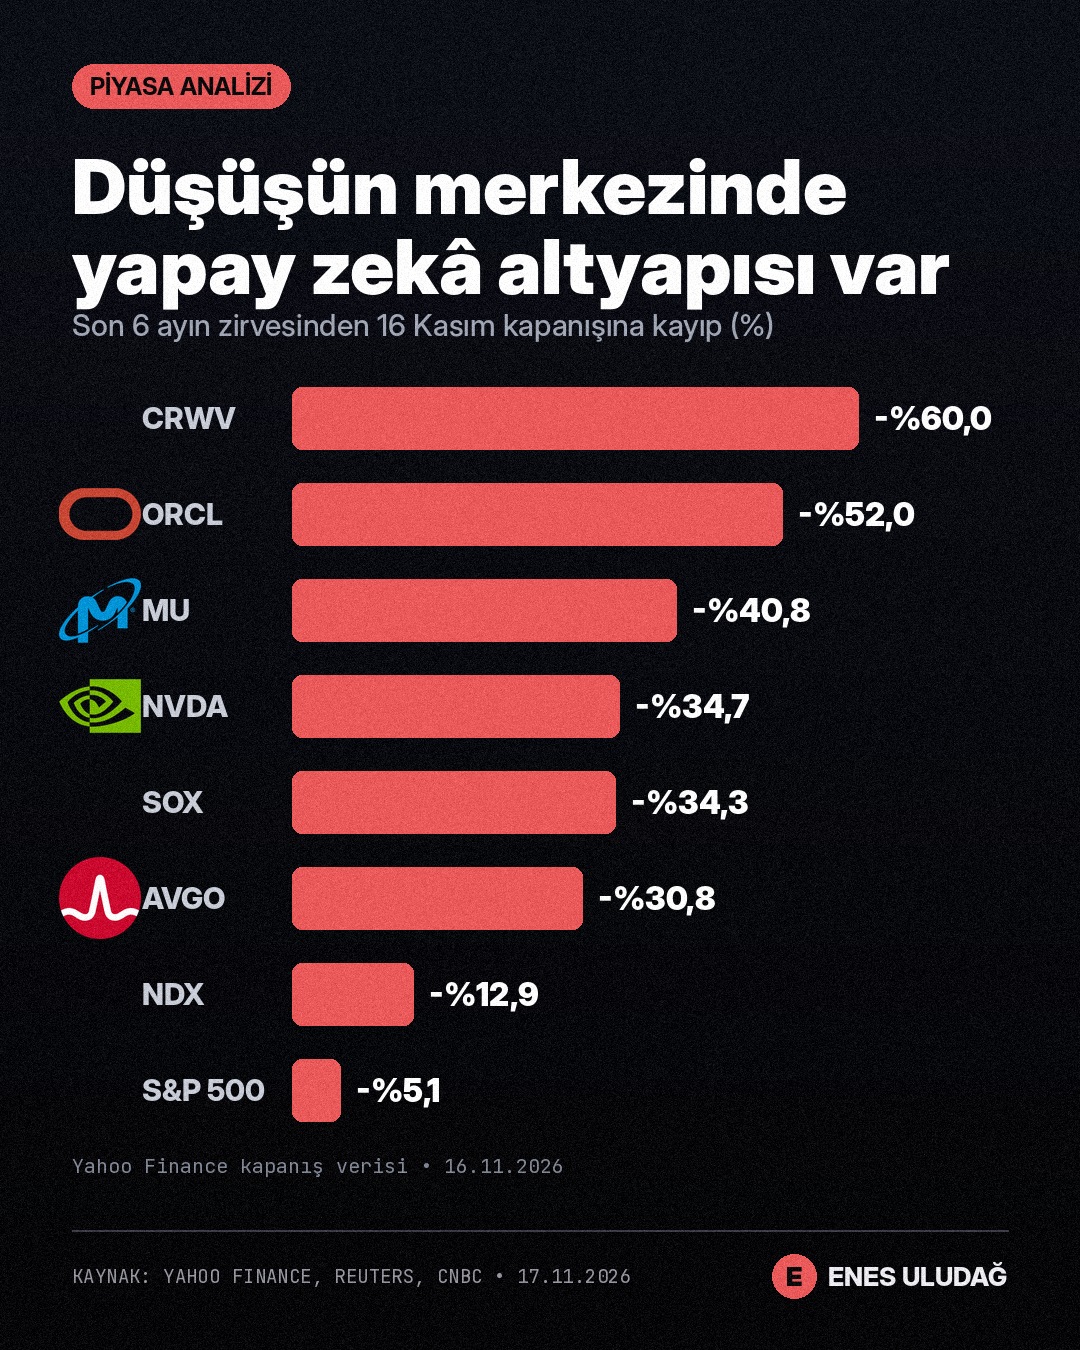 PİYASA ANALİZİ
Düşüşün merkezinde
yapay zekâ altyapısı var
Son 6 ayın zirvesinden 16 Kasım kapanışına kayıp (%)
CRWV -%60,0
ORCL -%52,0
MU -%40,8
NVDA -%34,7
SOX -%34,3
AVGO -%30,8
NDX -%12,9
S&P 500 -%5,1
Yahoo Finance kapanış verisi • 16.11.2026
KAYNAK: YAHOO FINANCE, REUTERS, CNBC • 17.11.2026
E ENES ULUDAĞ